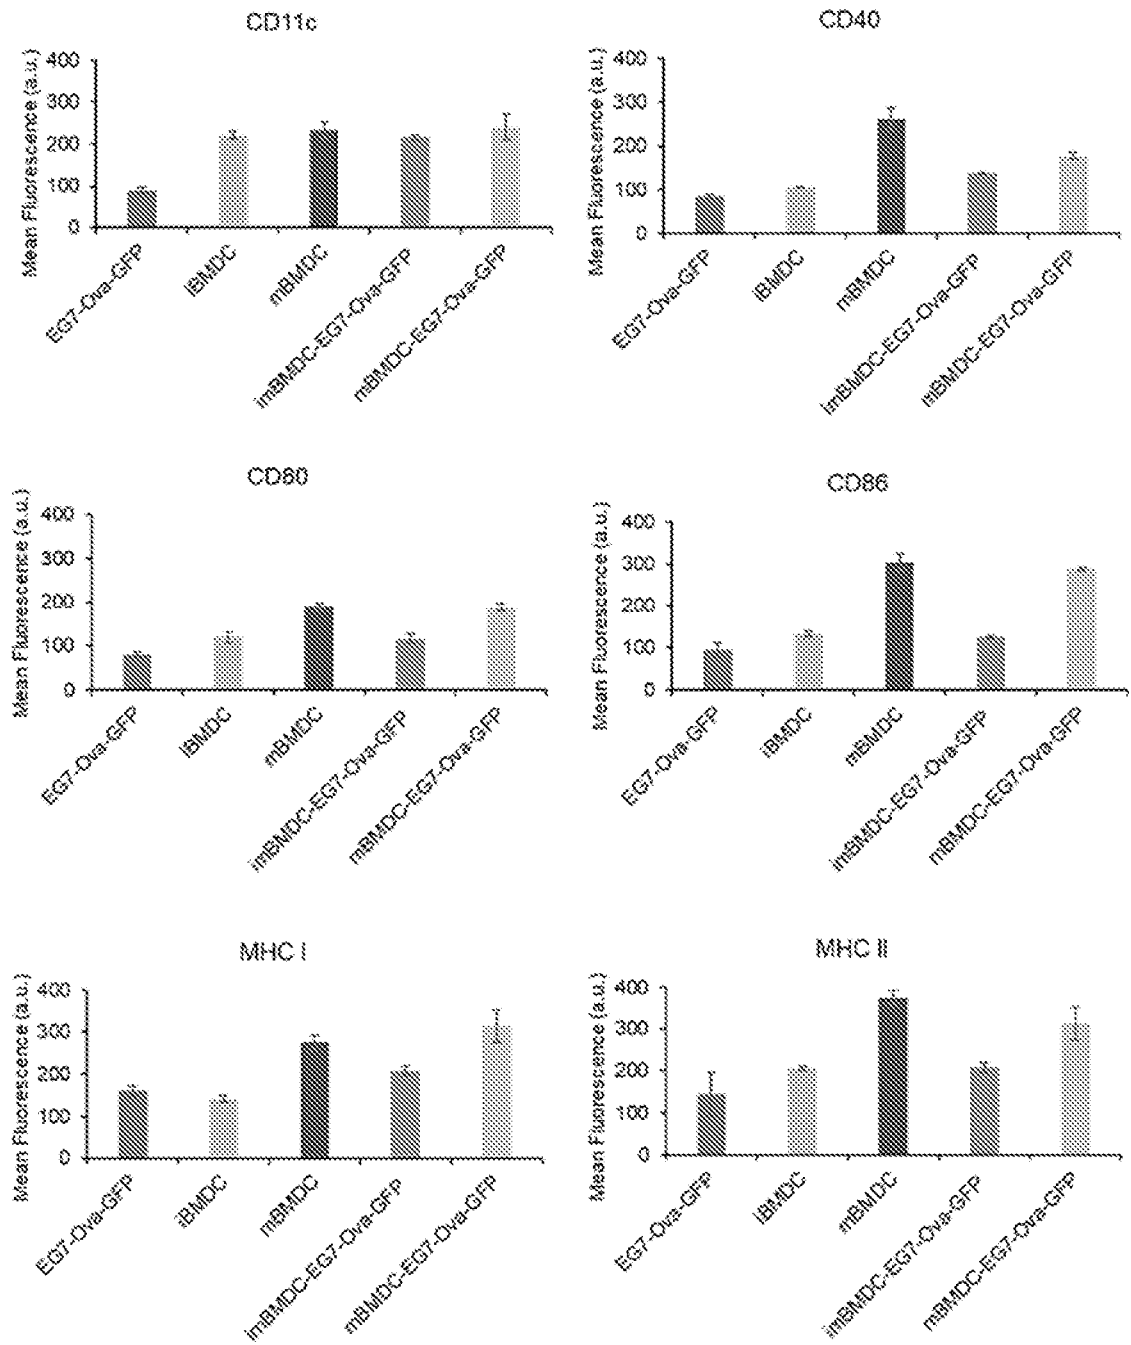 CD11c
Mean Fluorescence (a.u.)
400
300
200
100
0
EG7-Ova-GFP
iBMDC
mBMDC
imBMDC-EG7-Ova-GFP
mBMDC-EG7-Ova-GFP
CD40
Mean Fluorescence (a.u.)
400
300
200
100
0
EG7-Ova-GFP
iBMDC
mBMDC
imBMDC-EG7-Ova-GFP
mBMDC-EG7-Ova-GFP
CD80
Mean Fluorescence (a.u.)
400
300
200
100
0
EG7-Ova-GFP
iBMDC
mBMDC
imBMDC-EG7-Ova-GFP
mBMDC-EG7-Ova-GFP
CD86
Mean Fluorescence (a.u.)
400
300
200
100
0
EG7-Ova-GFP
iBMDC
mBMDC
imBMDC-EG7-Ova-GFP
mBMDC-EG7-Ova-GFP
MHC I
Mean Fluorescence (a.u.)
400
300
200
100
0
EG7-Ova-GFP
iBMDC
mBMDC
imBMDC-EG7-Ova-GFP
mBMDC-EG7-Ova-GFP
MHC II
Mean Fluorescence (a.u.)
400
300
200
100
0
EG7-Ova-GFP
iBMDC
mBMDC
imBMDC-EG7-Ova-GFP
mBMDC-EG7-Ova-GFP